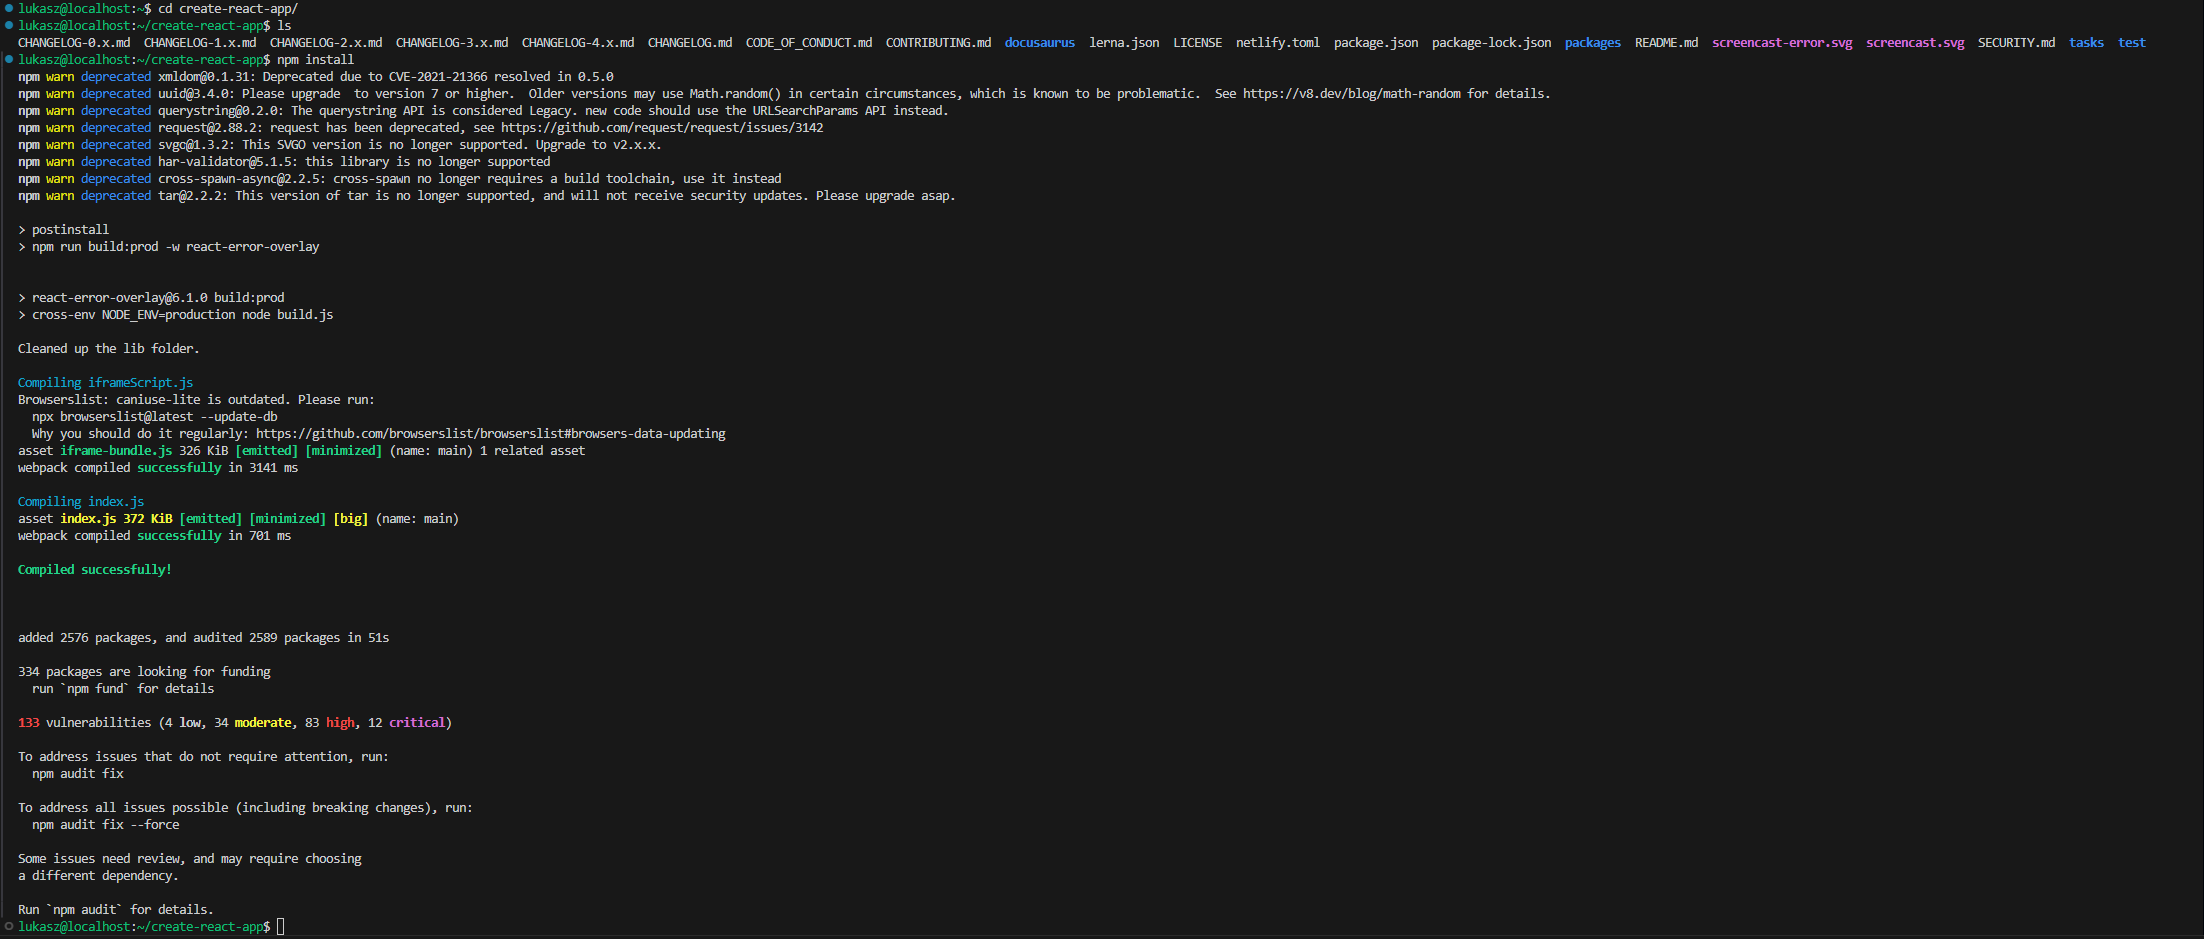 lukasz@localhost:~$ cd create-react-app/
lukasz@localhost:~/create-react-app$ ls
CHANGELOG-0.x.md  CHANGELOG-1.x.md  CHANGELOG-2.x.md  CHANGELOG-3.x.md  CHANGELOG-4.x.md  CHANGELOG.md  CODE_OF_CONDUCT.md  CONTRIBUTING.md  docusaurus  lerna.json  LICENSE  netlify.toml  package.json  package-lock.json  packages  README.md  screencast-error.svg  screencast.svg  SECURITY.md  tasks  test
lukasz@localhost:~/create-react-app$ npm install
npm warn deprecated xmldom@0.1.31: Deprecated due to CVE-2021-21366 resolved in 0.5.0
npm warn deprecated uuid@3.4.0: Please upgrade  to version 7 or higher.  Older versions may use Math.random() in certain circumstances, which is known to be problematic.  See https://v8.dev/blog/math-random for details.
npm warn deprecated querystring@0.2.0: The querystring API is considered Legacy. new code should use the URLSearchParams API instead.
npm warn deprecated request@2.88.2: request has been deprecated, see https://github.com/request/request/issues/3142
npm warn deprecated svgo@1.3.2: This SVGO version is no longer supported. Upgrade to v2.x.x.
npm warn deprecated har-validator@5.1.5: this library is no longer supported
npm warn deprecated cross-spawn-async@2.2.5: cross-spawn no longer requires a build toolchain, use it instead
npm warn deprecated tar@2.2.2: This version of tar is no longer supported, and will not receive security updates. Please upgrade asap.
> postinstall
> npm run build:prod -w react-error-overlay
> react-error-overlay@6.1.0 build:prod
> cross-env NODE_ENV=production node build.js
Cleaned up the lib folder.
Compiling iframeScript.js
Browserslist: caniuse-lite is outdated. Please run:
  npx browserslist@latest --update-db
  Why you should do it regularly: https://github.com/browserslist/browserslist#browsers-data-updating
asset iframe-bundle.js 326 KiB [emitted] [minimized] (name: main) 1 related asset
webpack compiled successfully in 3141 ms
Compiling index.js
asset index.js 372 KiB [emitted] [minimized] [big] (name: main)
webpack compiled successfully in 701 ms
Compiled successfully!
added 2576 packages, and audited 2589 packages in 51s
334 packages are looking for funding
  run `npm fund` for details
133 vulnerabilities (4 low, 34 moderate, 83 high, 12 critical)
To address issues that do not require attention, run:
  npm audit fix
To address all issues possible (including breaking changes), run:
  npm audit fix --force
Some issues need review, and may require choosing
a different dependency.
Run `npm audit` for details.
lukasz@localhost:~/create-react-app$